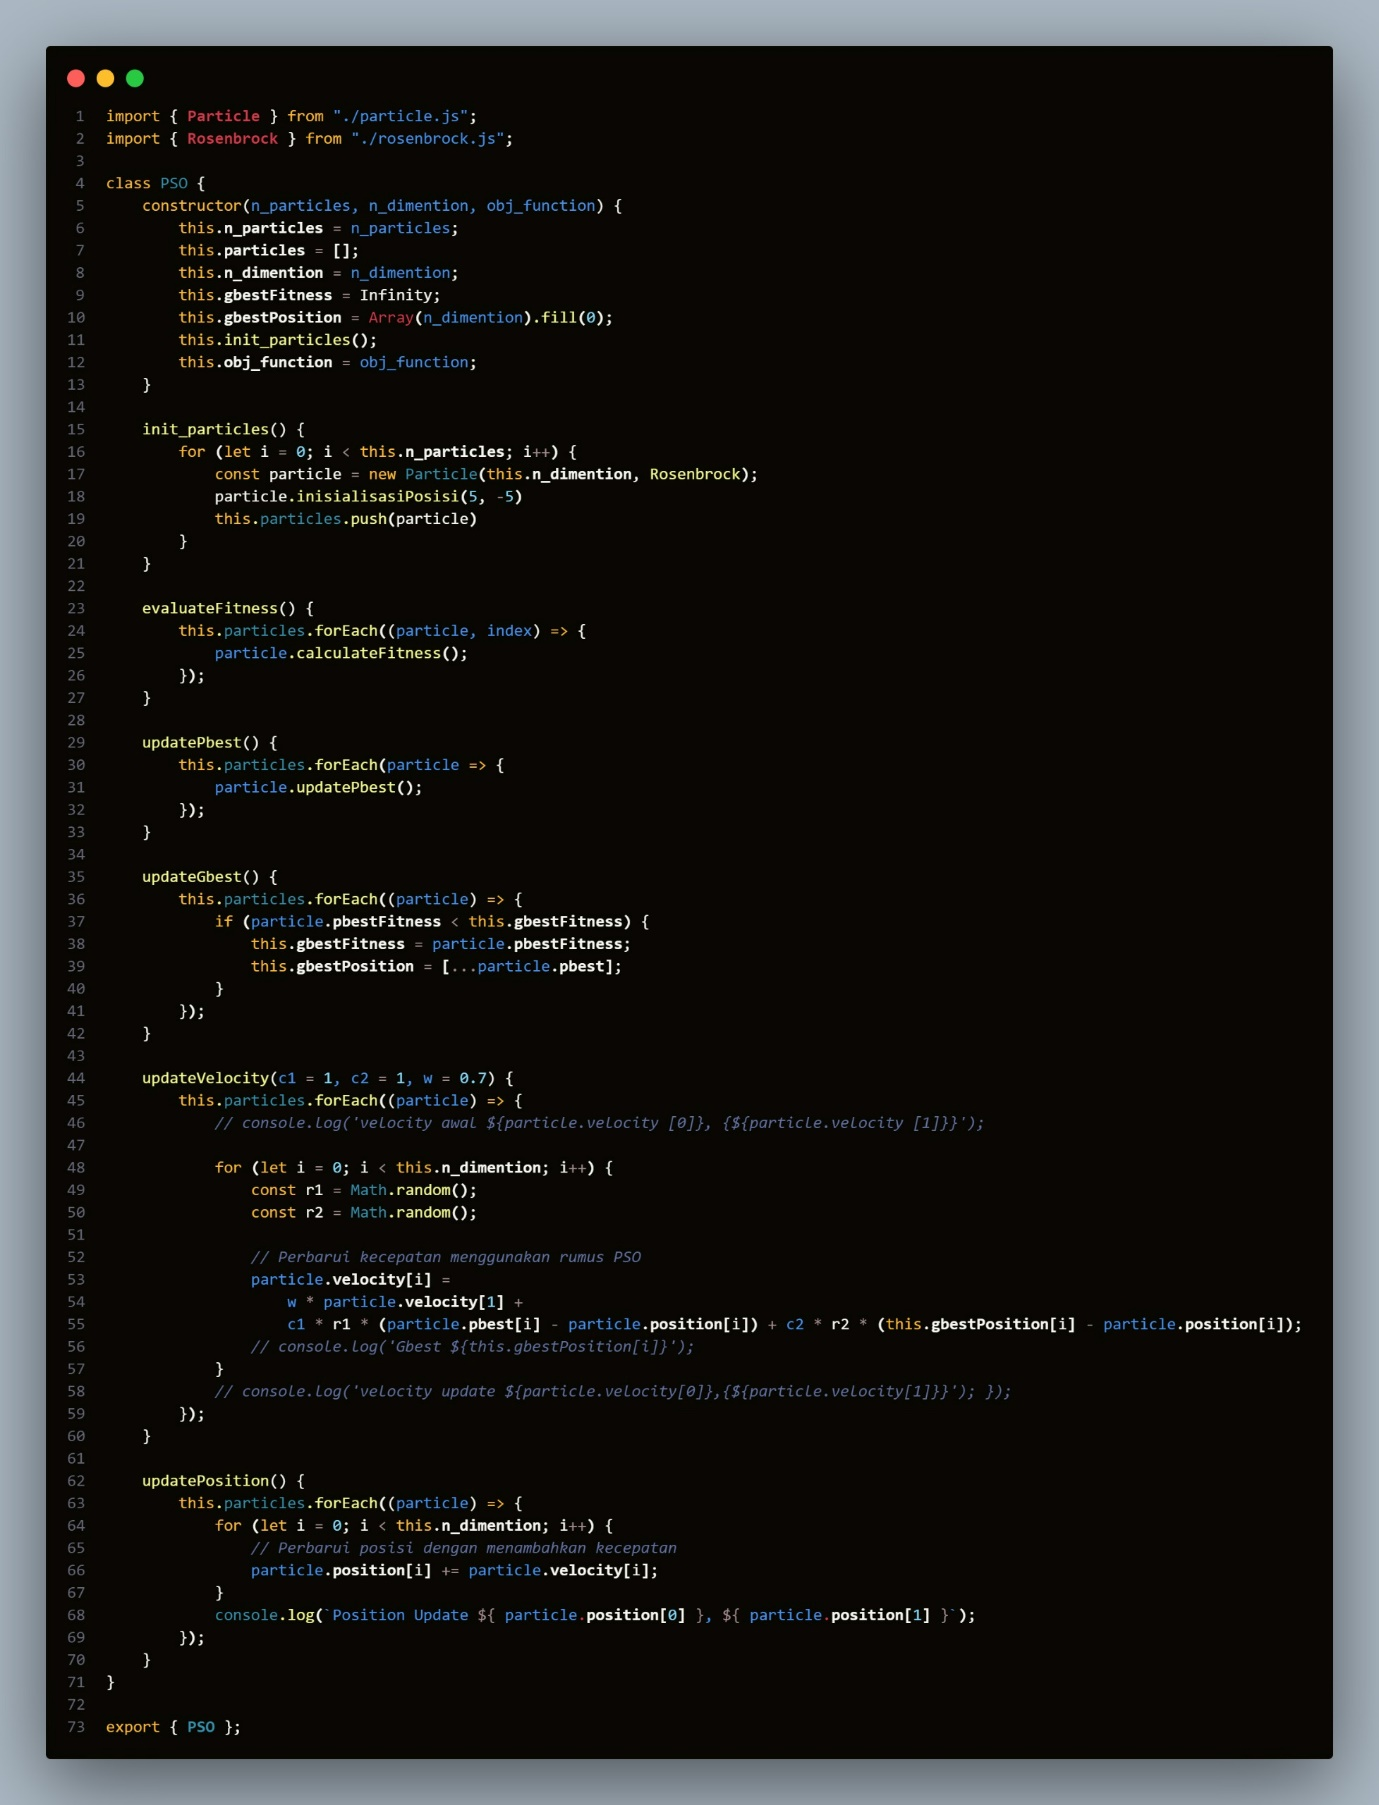 1 import { Particle } from "./particle.js";
2 import { Rosenbrock } from "./rosenbrock.js";
3
4 class PSO {
5     constructor(n_particles, n_dimention, obj_function) {
6         this.n_particles = n_particles;
7         this.particles = [];
8         this.n_dimention = n_dimention;
9         this.gbestFitness = Infinity;
10         this.gbestPosition = Array(n_dimention).fill(0);
11         this.init_particles();
12         this.obj_function = obj_function;
13     }
14
15     init_particles() {
16         for (let i = 0; i < this.n_particles; i++) {
17             const particle = new Particle(this.n_dimention, Rosenbrock);
18             particle.inisialisasiPosisi(5, -5)
19             this.particles.push(particle)
20         }
21     }
22
23     evaluateFitness() {
24         this.particles.forEach((particle, index) => {
25             particle.calculateFitness();
26         });
27     }
28
29     updatePbest() {
30         this.particles.forEach(particle => {
31             particle.updatePbest();
32         });
33     }
34
35     updateGbest() {
36         this.particles.forEach((particle) => {
37             if (particle.pbestFitness < this.gbestFitness) {
38                 this.gbestFitness = particle.pbestFitness;
39                 this.gbestPosition = [...particle.pbest];
40             }
41         });
42     }
43
44     updateVelocity(c1 = 1, c2 = 1, w = 0.7) {
45         this.particles.forEach((particle) => {
46             // console.log('velocity awal ${particle.velocity [0]}, {${particle.velocity [1]}}');
47
48             for (let i = 0; i < this.n_dimention; i++) {
49                 const r1 = Math.random();
50                 const r2 = Math.random();
51
52                 // Perbarui kecepatan menggunakan rumus PSO
53                 particle.velocity[i] =
54                     w * particle.velocity[1] +
55                     c1 * r1 * (particle.pbest[i] - particle.position[i]) + c2 * r2 * (this.gbestPosition[i] - particle.position[i]);
56                 // console.log('Gbest ${this.gbestPosition[i]}');
57             }
58             // console.log('velocity update ${particle.velocity[0]},{${particle.velocity[1]}}'); });
59         });
60     }
61
62     updatePosition() {
63         this.particles.forEach((particle) => {
64             for (let i = 0; i < this.n_dimention; i++) {
65                 // Perbarui posisi dengan menambahkan kecepatan
66                 particle.position[i] += particle.velocity[i];
67             }
68             console.log(`Position Update ${ particle.position[0] }, ${ particle.position[1] }`);
69         });
70     }
71 }
72
73 export { PSO };